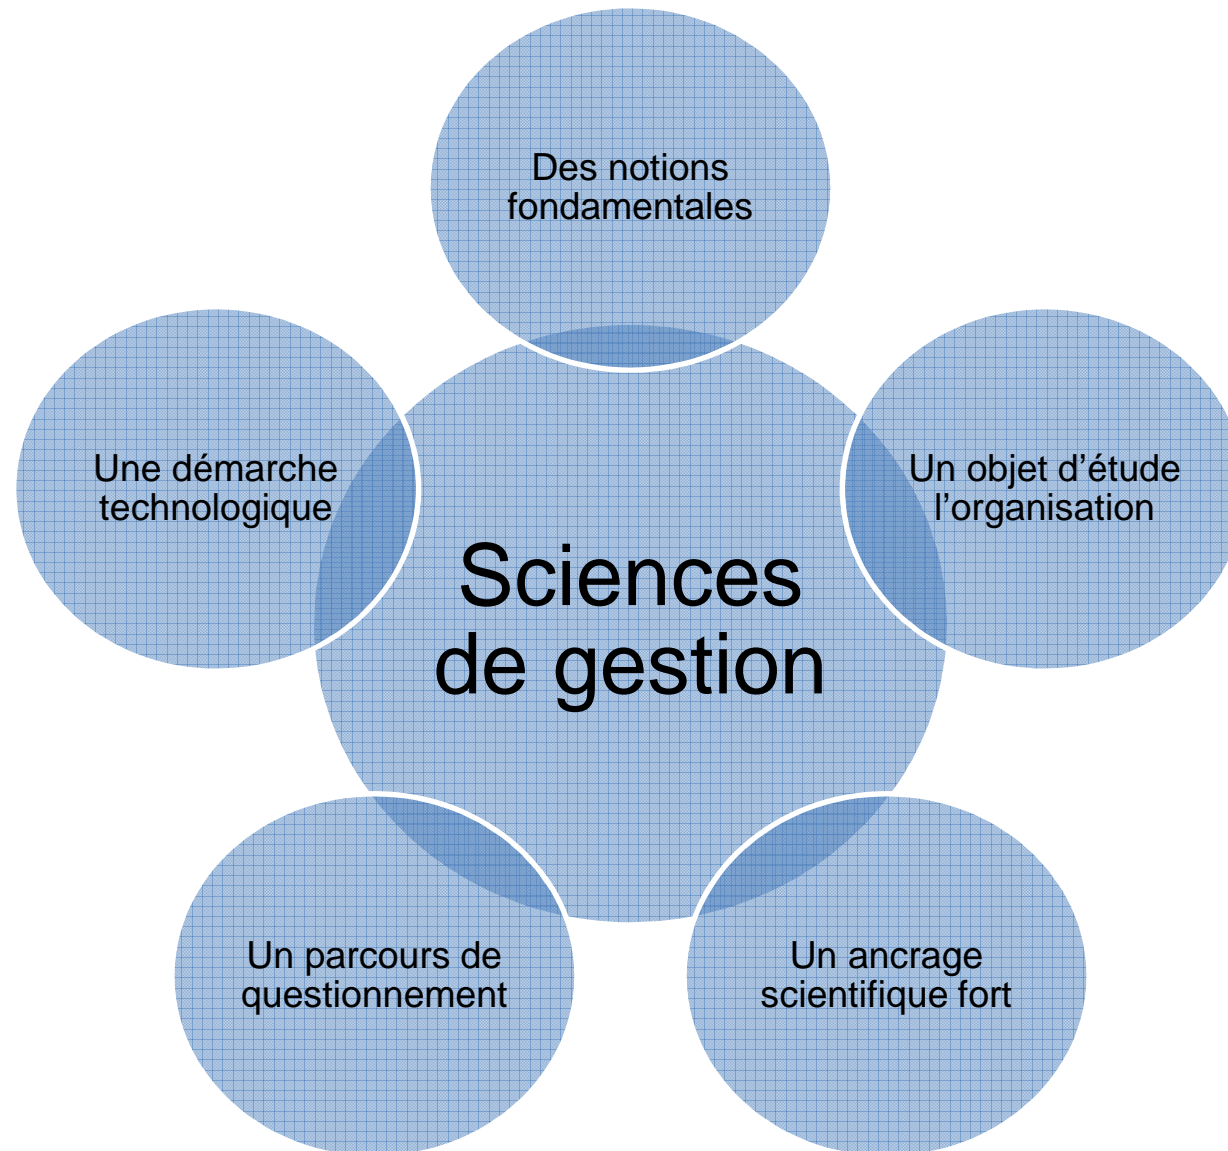 Des notions
fondamentales
Une démarche
technologique
Un objet d’étude
l’organisation
Sciences
de gestion
Un parcours de
questionnement
Un ancrage
scientifique fort